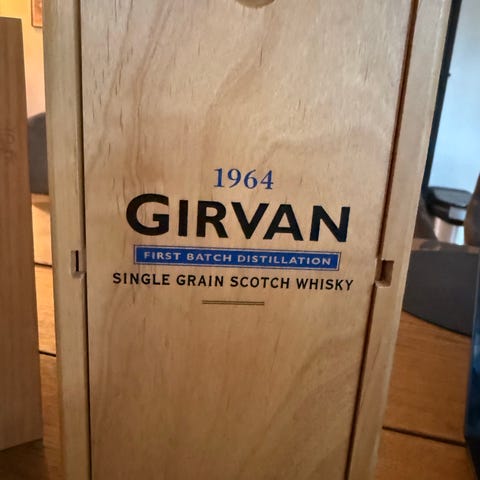 1964
GIRVAN
FIRST BATCH DISTILLATION
SINGLE GRAIN SCOTCH WHISKY